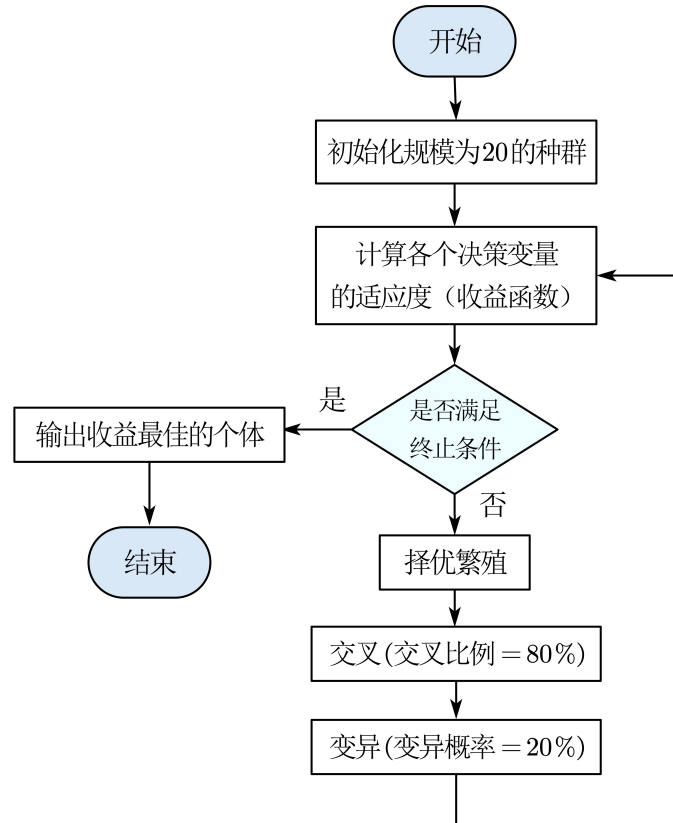 开始
初始化规模为20的种群
计算各个决策变量
的适应度（收益函数）
是
是否满足
终止条件
输出收益最佳的个体
否
结束
择优繁殖
交叉(交叉比例=80%)
变异(变异概率=20%)